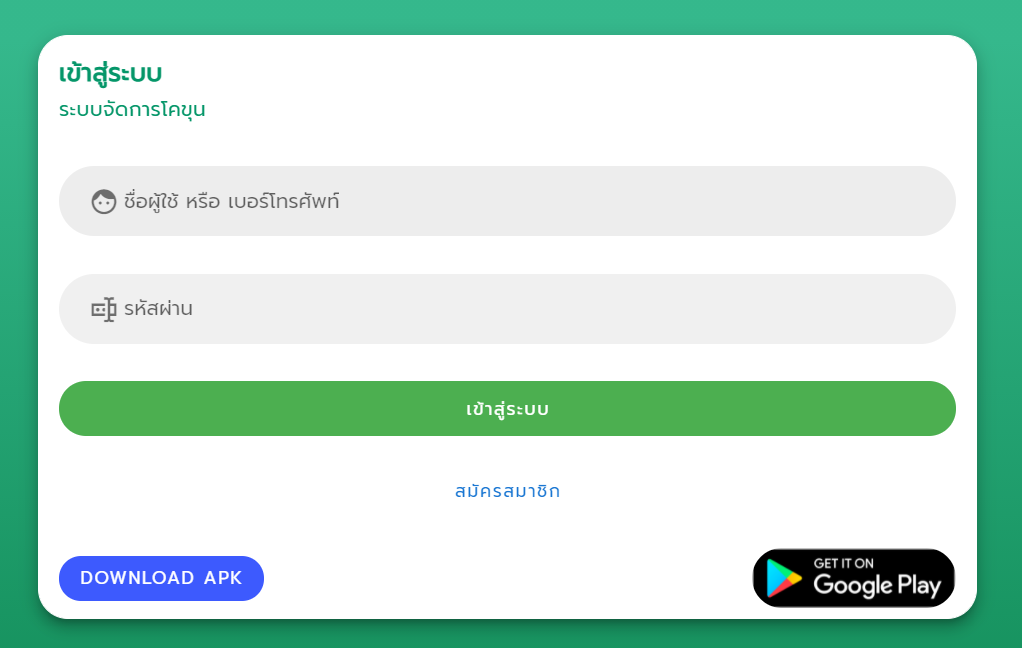 เข้าสู่ระบบ
ระบบจัดการโคขุน
ชื่อผู้ใช้ หรือ เบอร์โทรศัพท์
รหัสผ่าน
เข้าสู่ระบบ
สมัครสมาชิก
DOWNLOAD APK
GET IT ON
Google Play